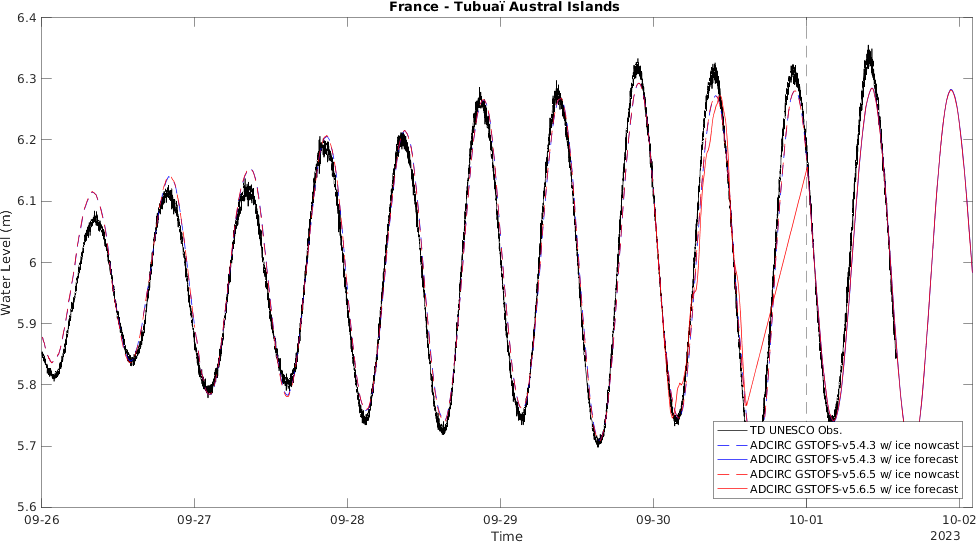 France - Tubuaï Austral Islands
6.4
6.3
6.2
6.1
6
5.9
5.8
5.7
5.6
Water Level (m)
09-26
09-27
09-28
09-29
09-30
10-01
10-02
Time
2023
TD UNESCO Obs.
ADCIRC GSTOFS-v5.4.3 w/ ice nowcast
ADCIRC GSTOFS-v5.4.3 w/ ice forecast
ADCIRC GSTOFS-v5.6.5 w/ ice nowcast
ADCIRC GSTOFS-v5.6.5 w/ ice forecast